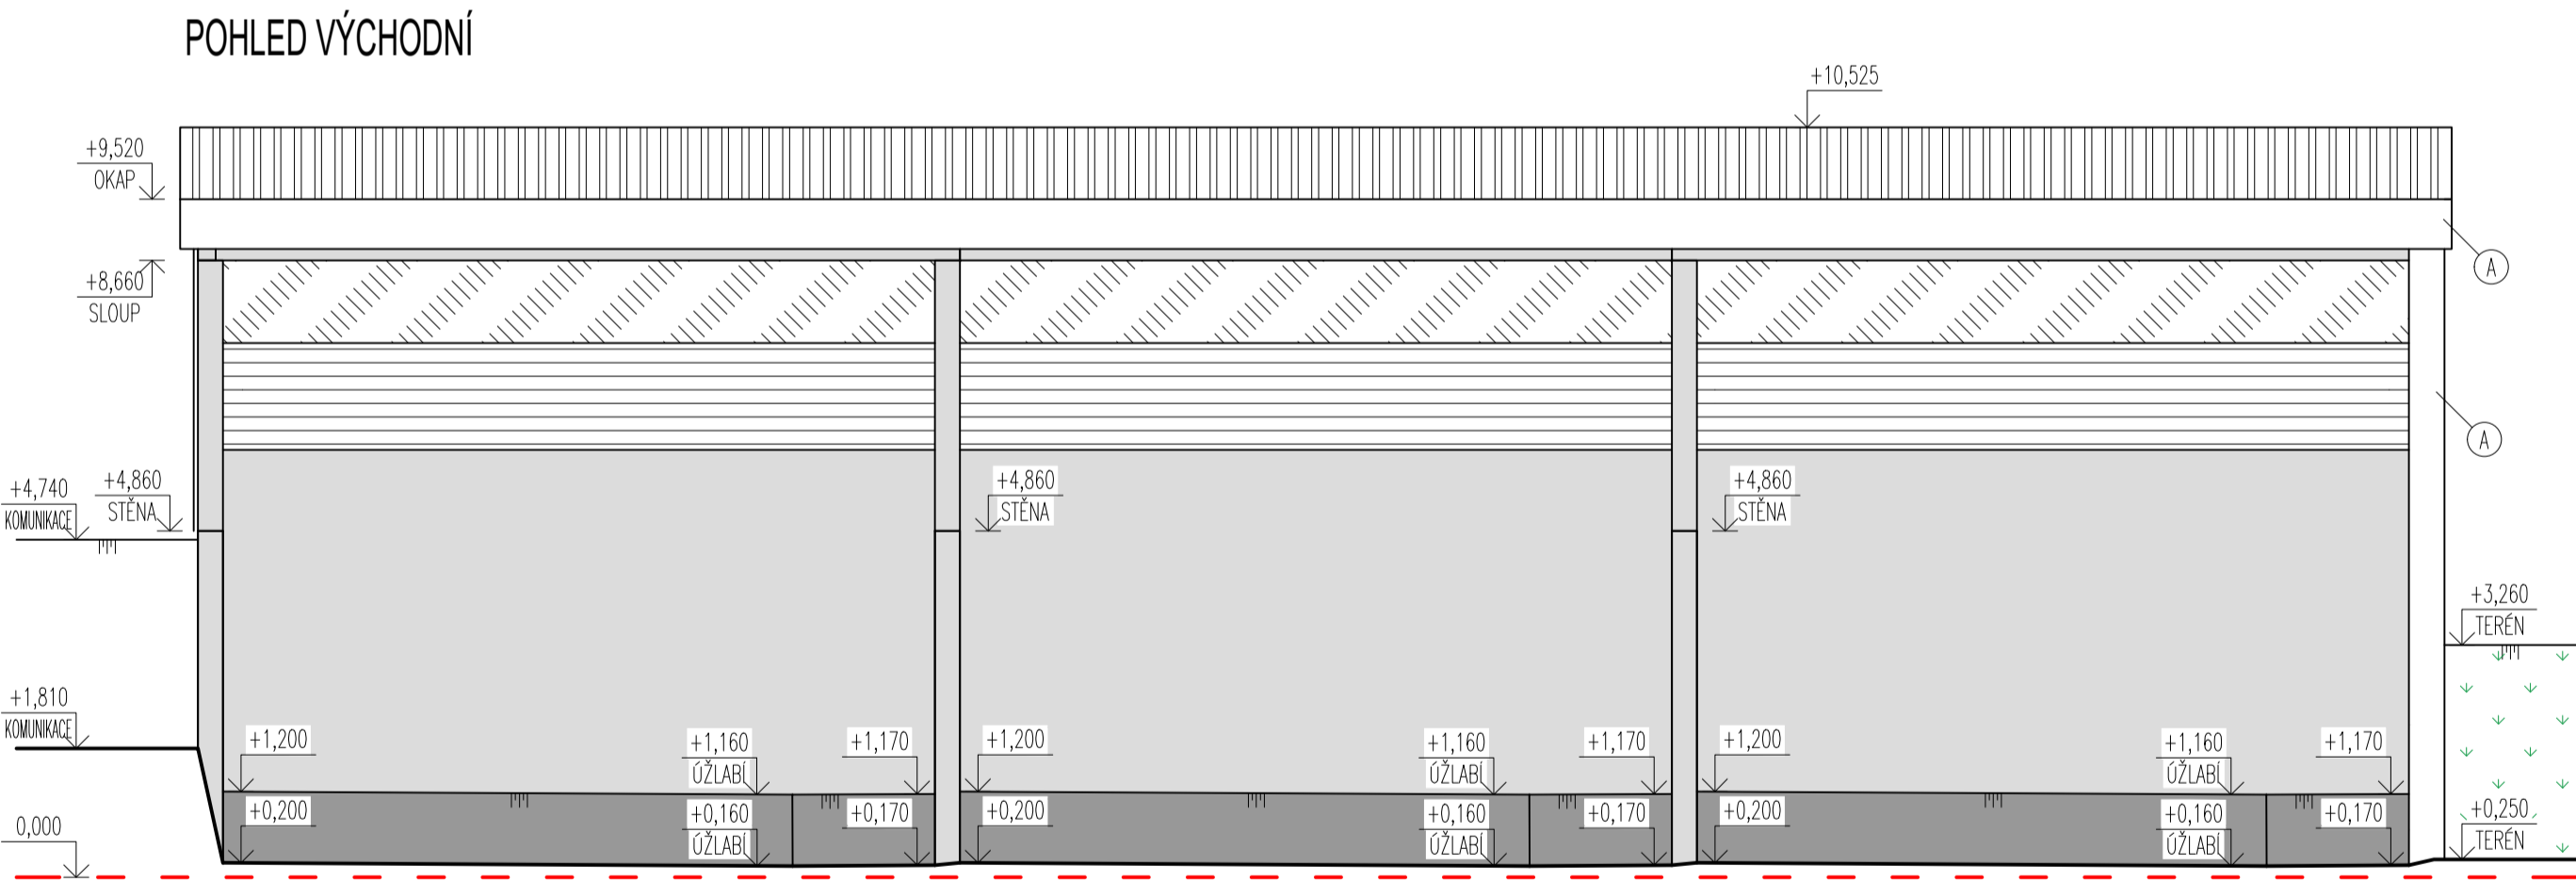 POHLED VÝCHODNÍ
+10,525
+9,520
OKAP
A
+8,660
SLOUP
A
+4,740
KOMUNIKACE
+4,860
STĚNA
+4,860
STĚNA
+4,860
STĚNA
+3,260
TERÉN
+1,810
KOMUNIKACE
+1,200
+1,160
ÚŽLABÍ
+1,170
+1,200
+1,160
ÚŽLABÍ
+1,170
+1,200
+1,160
ÚŽLABÍ
+1,170
0,000
+0,200
+0,160
ÚŽLABÍ
+0,170
+0,200
+0,160
ÚŽLABÍ
+0,170
+0,200
+0,160
ÚŽLABÍ
+0,170
+0,250
TERÉN